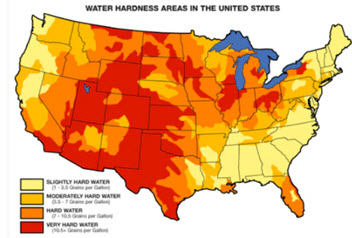 WATER HARDNESS AREAS IN THE UNITED STATES
SLIGHTLY HARD WATER
(1 - 3.5 Grains per Gallon)
MODERATELY HARD WATER
(3.5 - 7 Grains per Gallon)
HARD WATER
(7 - 10.5 Grains per Gallon)
VERY HARD WATER
(10.5+ Grains per Gallon)